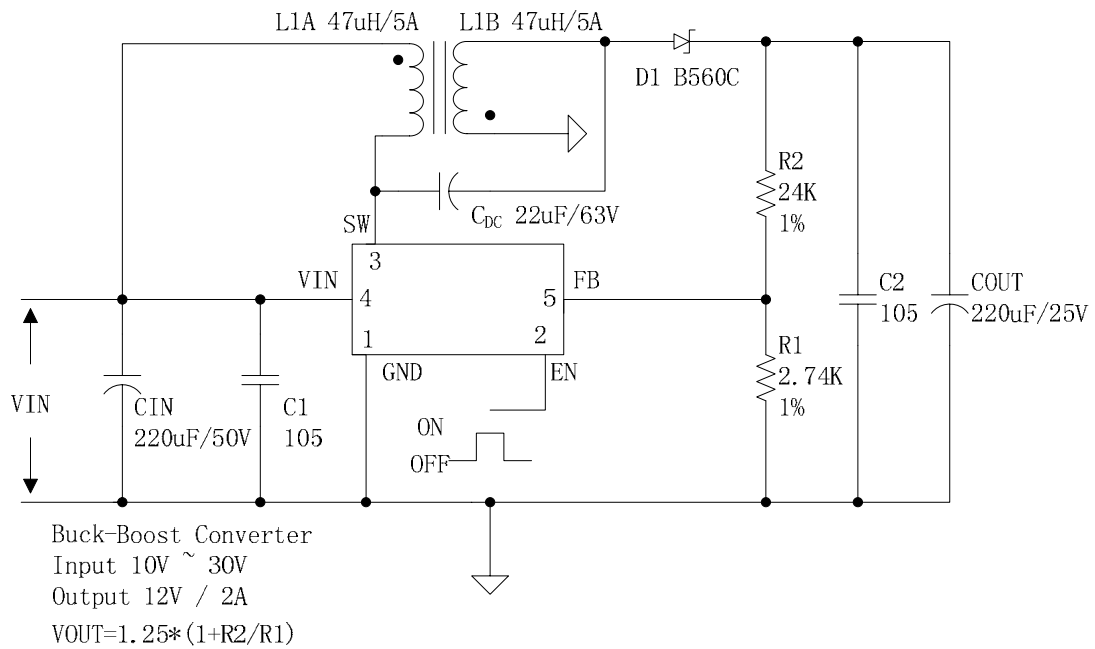 L1A 47uH/5A
L1B 47uH/5A
D1 B560C
R2
24K
1%
CDC 22uF/63V
SW
3
VIN
4
5
FB
1
2
GND
EN
C2
105
COUT
220uF/25V
R1
2.74K
1%
VIN
CIN
220uF/50V
C1
105
ON
OFF
Buck-Boost Converter
Input 10V ~ 30V
Output 12V / 2A
VOUT=1.25*(1+R2/R1)